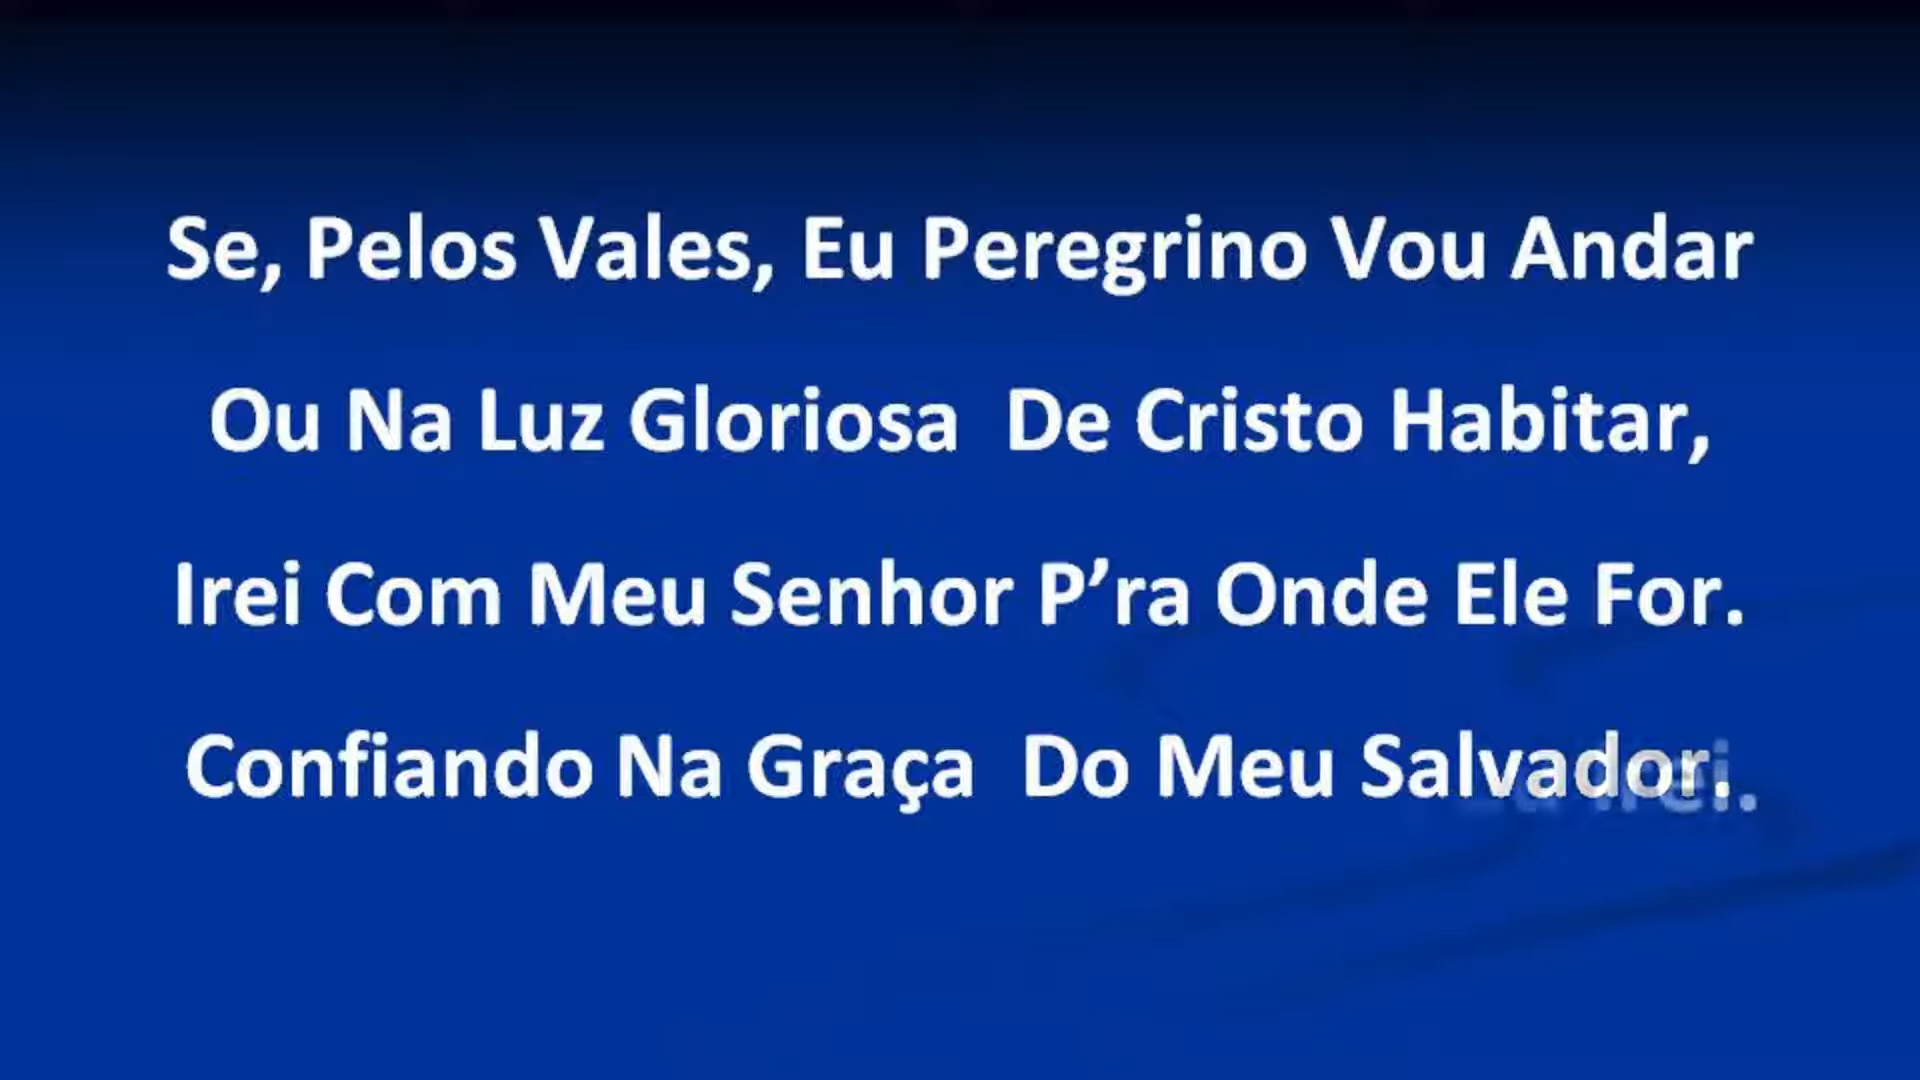 Se, Pelos Vales, Eu Peregrino Vou Andar
Ou Na Luz Gloriosa  De Cristo Habitar,
Irei Com Meu Senhor P’ra Onde Ele For.
Confiando Na Graça  Do Meu Salvador.